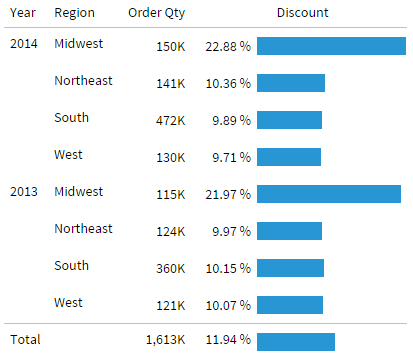 Year Region Order Qty Discount
2014 Midwest 150K 22.88 %
Northeast 141K 10.36 %
South 472K 9.89 %
West 130K 9.71 %
2013 Midwest 115K 21.97 %
Northeast 124K 9.97 %
South 360K 10.15 %
West 121K 10.07 %
Total 1,613K 11.94 %